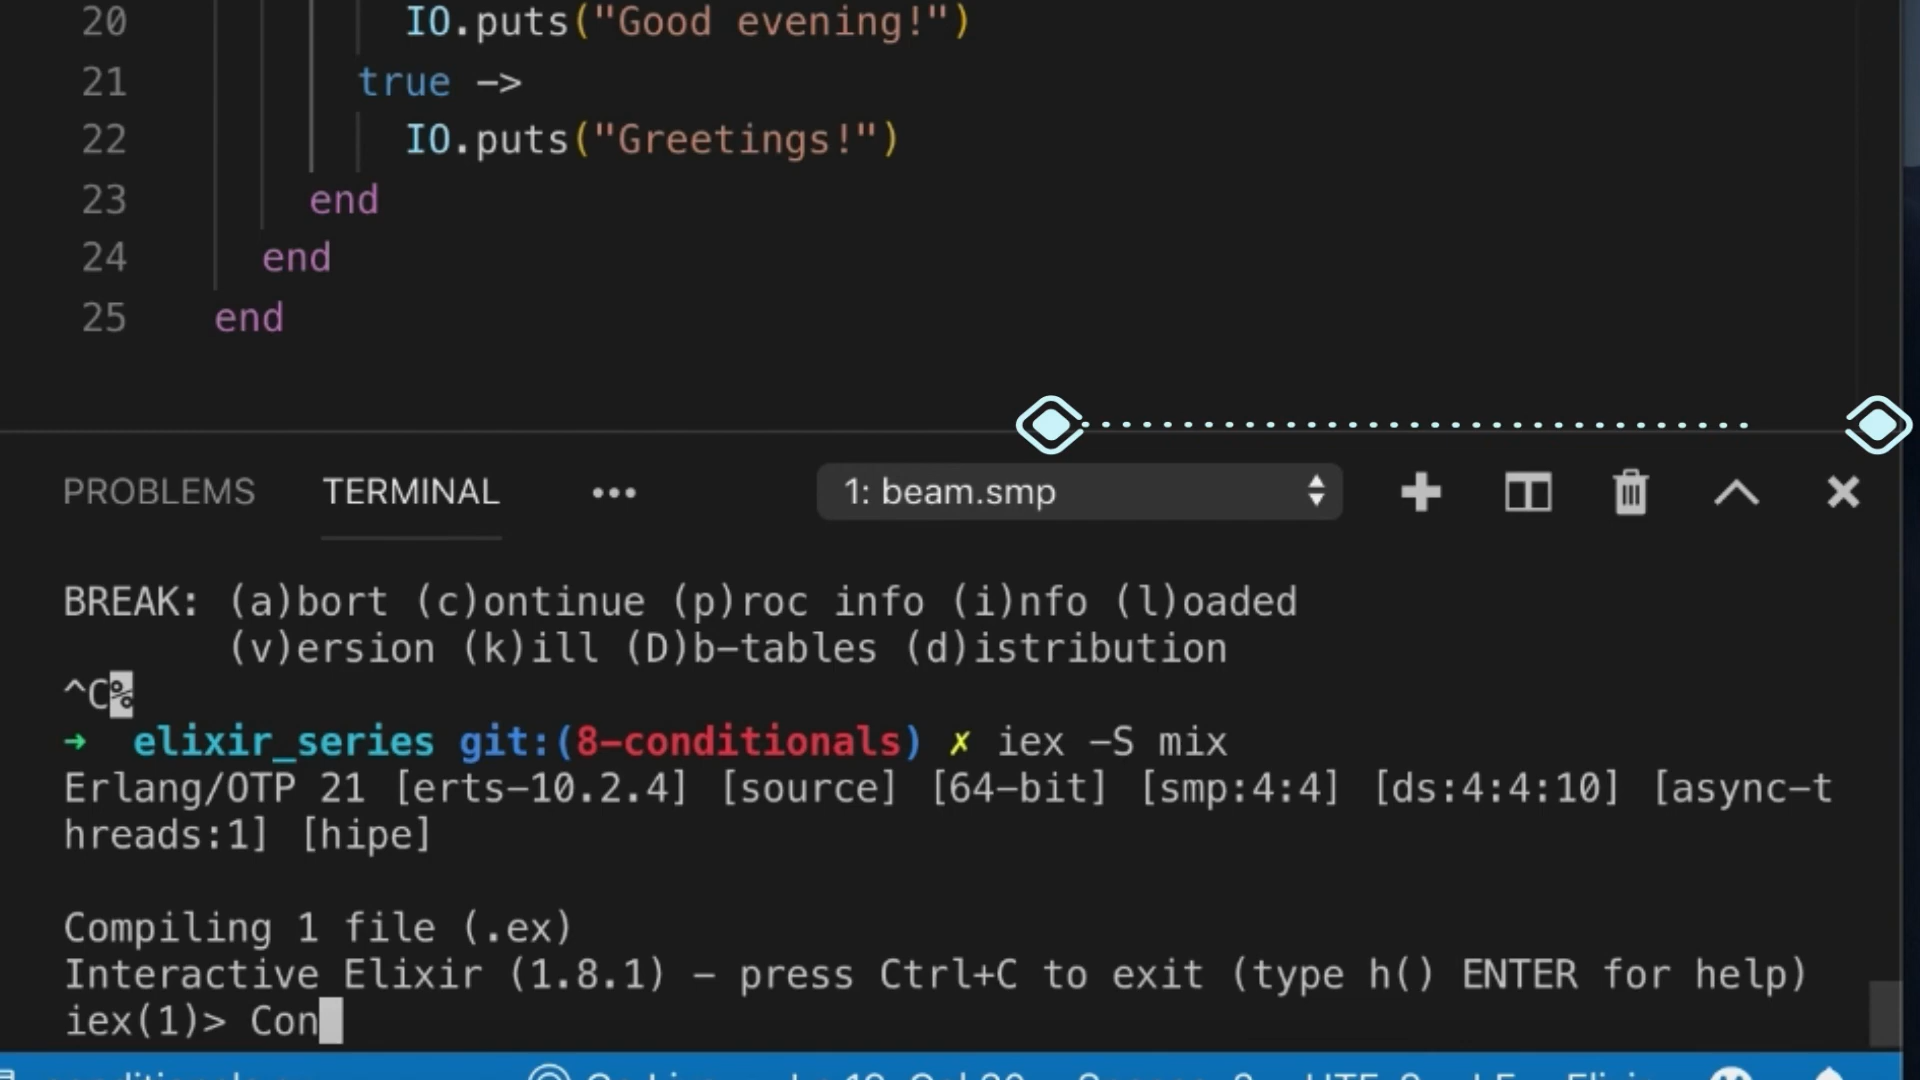 20 IO.puts("Good evening!")
21 true ->
22 IO.puts("Greetings!")
23 end
24 end
25 end
PROBLEMS TERMINAL ••• 1: beam.smp
BREAK: (a)bort (c)ontinue (p)roc info (i)nfo (l)oaded
(v)ersion (k)ill (D)b-tables (d)istribution
^C%
➜ elixir_series git:(8-conditionals) ✗ iex -S mix
Erlang/OTP 21 [erts-10.2.4] [source] [64-bit] [smp:4:4] [ds:4:4:10] [async-t
hreads:1] [hipe]
Compiling 1 file (.ex)
Interactive Elixir (1.8.1) - press Ctrl+C to exit (type h() ENTER for help)
iex(1)> Con